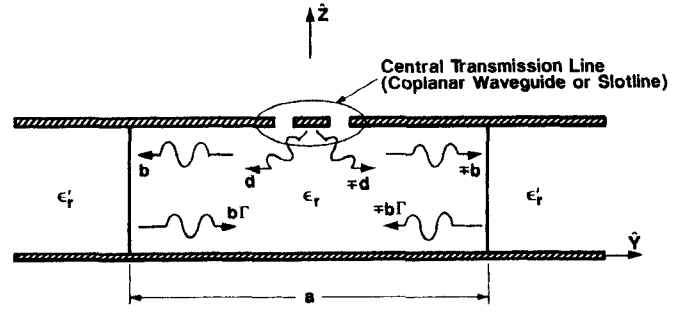 Ẑ
Central Transmission Line
(Coplanar Waveguide or Slotline)
b
d
∓d
∓b
ϵ′r
ϵr
ϵ′r
bΓ
∓bΓ
Ŷ
a